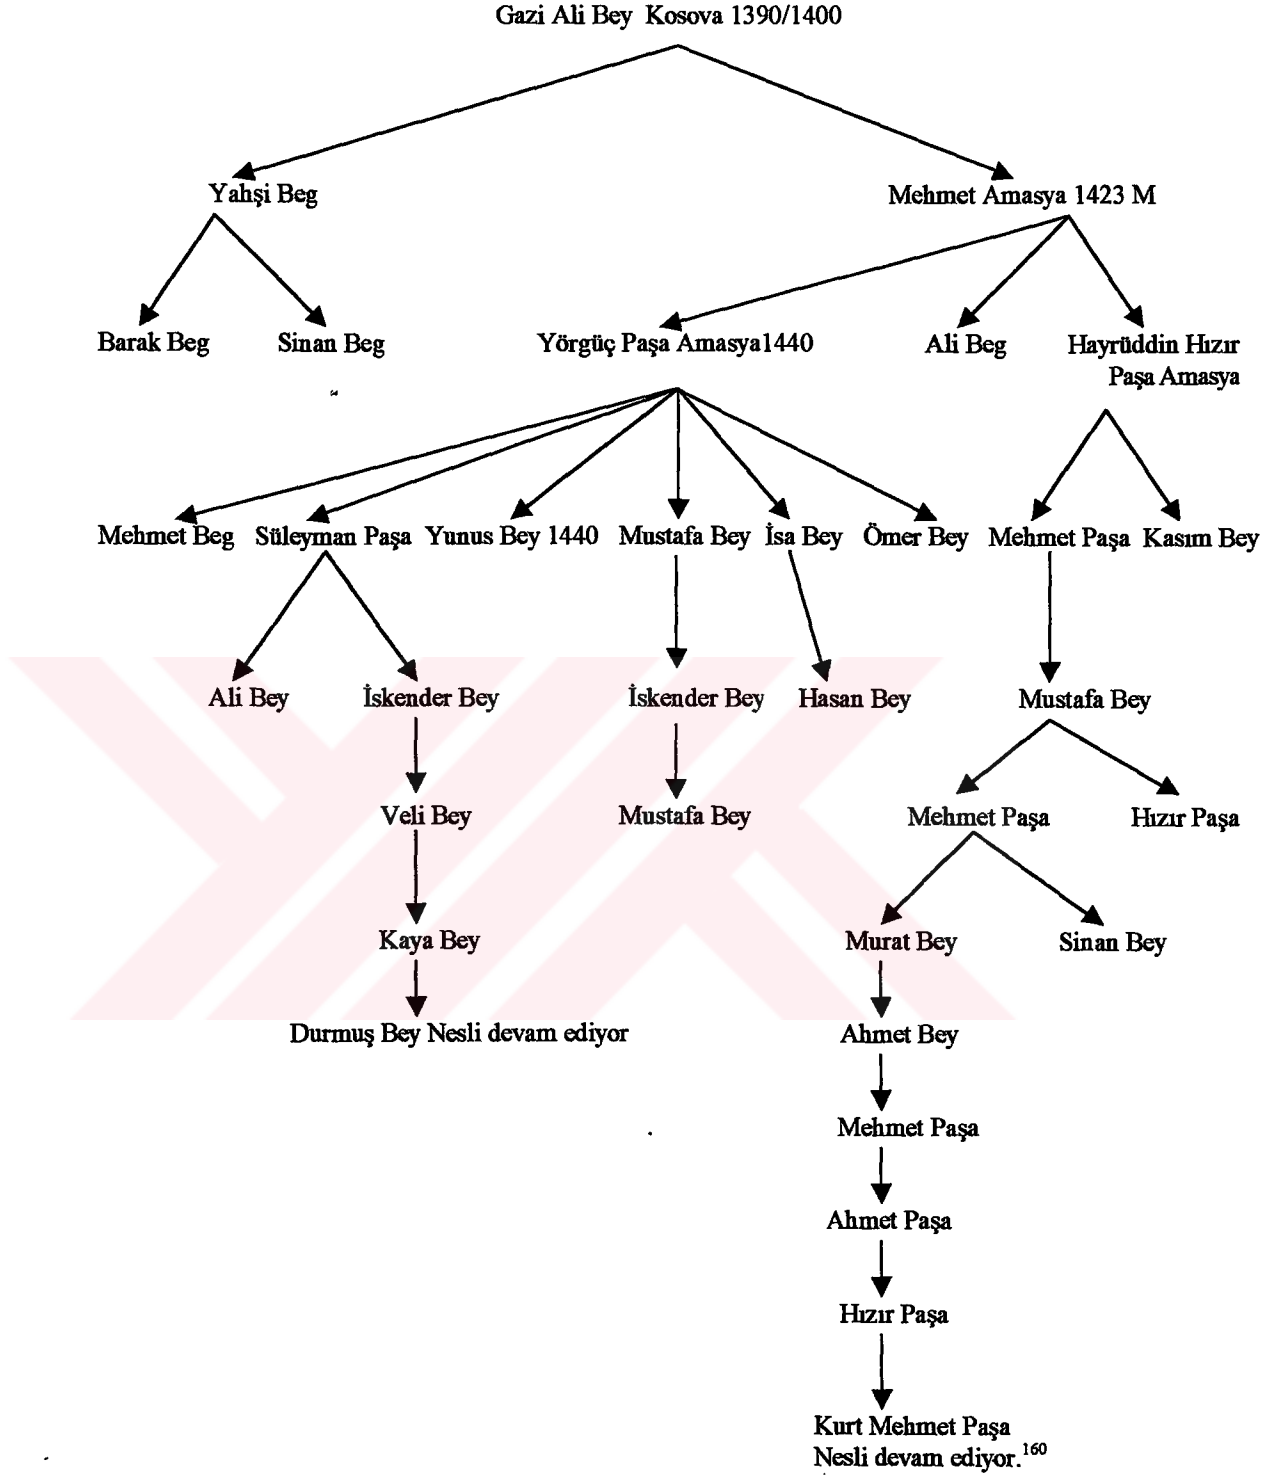 Gazi Ali Bey Kosova 1390/1400
Yahşi Beg
Mehmet Amasya 1423 M
Barak Beg
Sinan Beg
Yörgüç Paşa Amasya1440
Ali Beg
Hayrüddin Hızır
Paşa Amasya
Mehmet Beg
Süleyman Paşa
Yunus Bey 1440
Mustafa Bey
İsa Bey
Ömer Bey
Mehmet Paşa
Kasım Bey
Ali Bey
İskender Bey
İskender Bey
Hasan Bey
Mustafa Bey
Veli Bey
Mustafa Bey
Mehmet Paşa
Hızır Paşa
Kaya Bey
Murat Bey
Sinan Bey
Durmuş Bey Nesli devam ediyor
Ahmet Bey
Mehmet Paşa
Ahmet Paşa
Hızır Paşa
Kurt Mehmet Paşa
Nesli devam ediyor.160